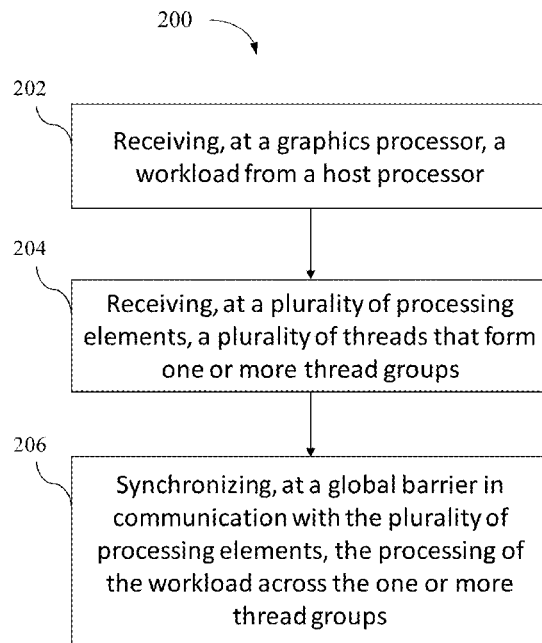 200
202
Receiving, at a graphics processor, a
workload from a host processor
204
Receiving, at a plurality of processing
elements, a plurality of threads that form
one or more thread groups
206
Synchronizing, at a global barrier in
communication with the plurality of
processing elements, the processing of
the workload across the one or more
thread groups